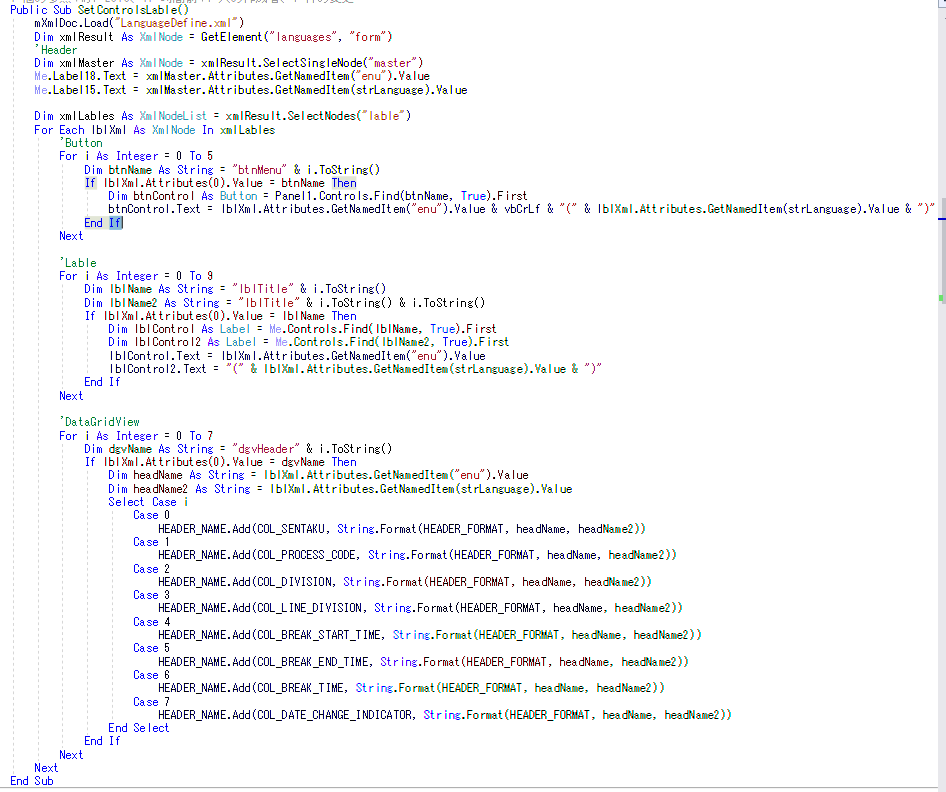 Public Sub SetControlsLable()
mXmlDoc.Load("LanguageDefine.xml")
Dim xmlResult As XmlNode = GetElement("languages", "form")
'Header
Dim xmlMaster As XmlNode = xmlResult.SelectSingleNode("master")
Me.Label18.Text = xmlMaster.Attributes.GetNamedItem("enu").Value
Me.Label15.Text = xmlMaster.Attributes.GetNamedItem(strLanguage).Value
Dim xmlLables As XmlNodeList = xmlResult.SelectNodes("lable")
For Each lblXml As XmlNode In xmlLables
'Button
For i As Integer = 0 To 5
Dim btnName As String = "btnMenu" & i.ToString()
If lblXml.Attributes(0).Value = btnName Then
Dim btnControl As Button = Panel1.Controls.Find(btnName, True).First
btnControl.Text = lblXml.Attributes.GetNamedItem("enu").Value & vbCrLf & "(" & lblXml.Attributes.GetNamedItem(strLanguage).Value & ")"
End If
Next
'Lable
For i As Integer = 0 To 9
Dim lblName As String = "lblTitle" & i.ToString()
Dim lblName2 As String = "lblTitle" & i.ToString() & i.ToString()
If lblXml.Attributes(0).Value = lblName Then
Dim lblControl As Label = Me.Controls.Find(lblName, True).First
Dim lblControl2 As Label = Me.Controls.Find(lblName2, True).First
lblControl.Text = lblXml.Attributes.GetNamedItem("enu").Value
lblControl2.Text = "(" & lblXml.Attributes.GetNamedItem(strLanguage).Value & ")"
End If
Next
'DataGridView
For i As Integer = 0 To 7
Dim dgvName As String = "dgvHeader" & i.ToString()
If lblXml.Attributes(0).Value = dgvName Then
Dim headName As String = lblXml.Attributes.GetNamedItem("enu").Value
Dim headName2 As String = lblXml.Attributes.GetNamedItem(strLanguage).Value
Select Case i
Case 0
HEADER_NAME.Add(COL_SENTAKU, String.Format(HEADER_FORMAT, headName, headName2))
Case 1
HEADER_NAME.Add(COL_PROCESS_CODE, String.Format(HEADER_FORMAT, headName, headName2))
Case 2
HEADER_NAME.Add(COL_DIVISION, String.Format(HEADER_FORMAT, headName, headName2))
Case 3
HEADER_NAME.Add(COL_LINE_DIVISION, String.Format(HEADER_FORMAT, headName, headName2))
Case 4
HEADER_NAME.Add(COL_BREAK_START_TIME, String.Format(HEADER_FORMAT, headName, headName2))
Case 5
HEADER_NAME.Add(COL_BREAK_END_TIME, String.Format(HEADER_FORMAT, headName, headName2))
Case 6
HEADER_NAME.Add(COL_BREAK_TIME, String.Format(HEADER_FORMAT, headName, headName2))
Case 7
HEADER_NAME.Add(COL_DATE_CHANGE_INDICATOR, String.Format(HEADER_FORMAT, headName, headName2))
End Select
End If
Next
Next
End Sub